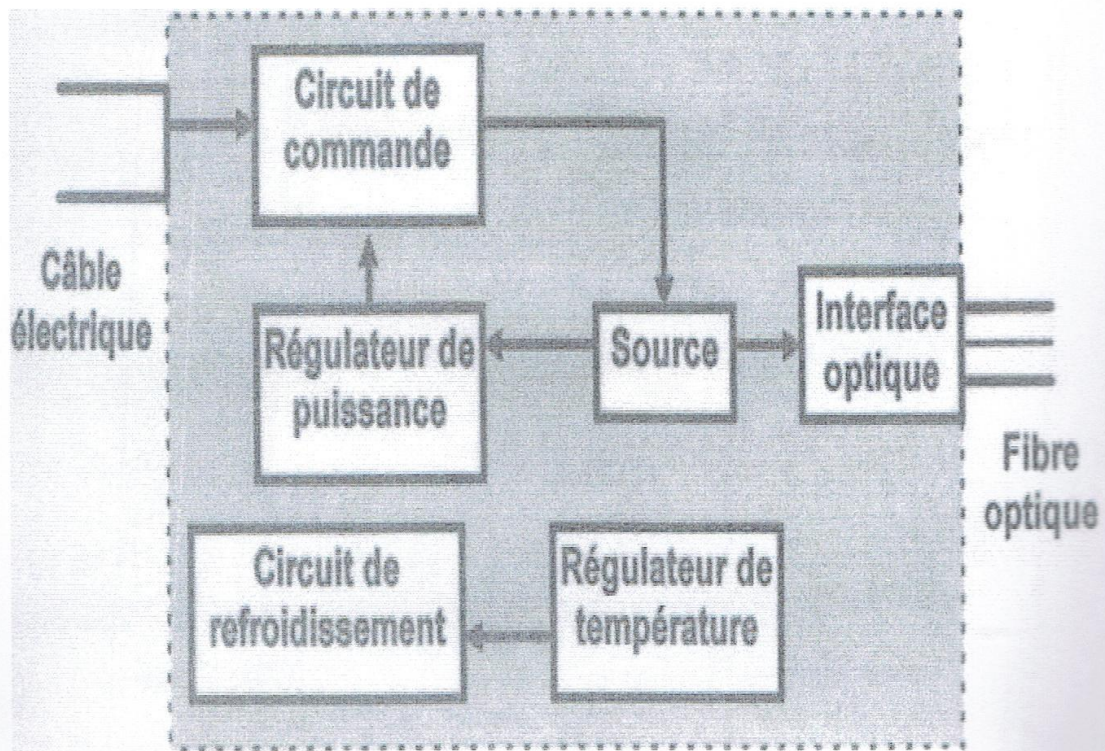 Circuit de
commande
Câble
électrique
Régulateur de
puissance
Source
Interface
optique
Fibre
optique
Circuit de
refroidissement
Régulateur de
température